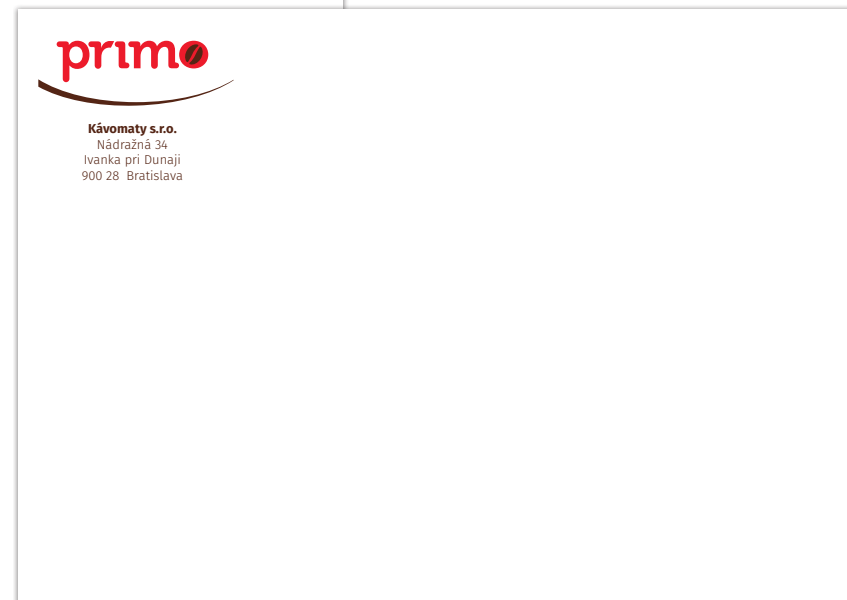 primo
Kávomaty s.r.o.
Nádražná 34
Ivanka pri Dunaji
900 28 Bratislava